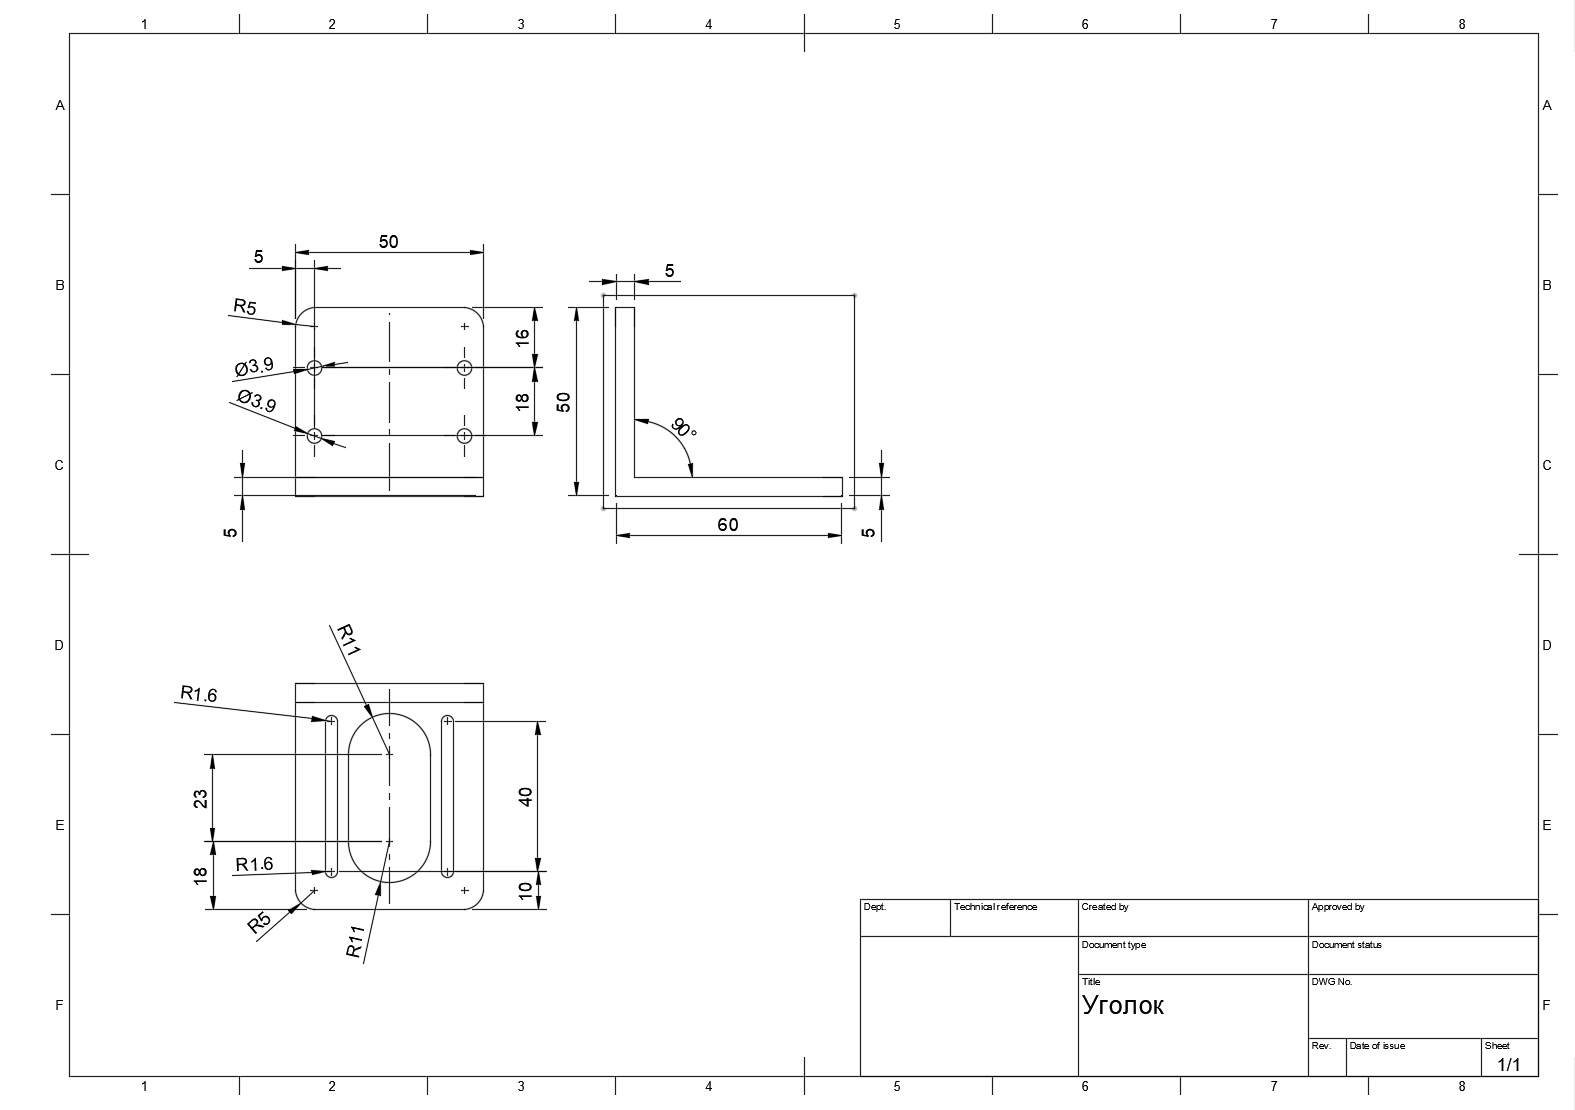 1 2 3 4 5 6 7 8
A A
B B
C C
D D
E E
F F
50
5
R5
Ø3.9
Ø3.9
16
18
5
5
50
90°
60
5
R11
R1.6
23
40
18
R1.6
10
R5
R11
Dept. Technical reference Created by Approved by
Document type Document status
Title DWG No.
Уголок
Rev. Date of issue Sheet
1/1
1 2 3 4 5 6 7 8